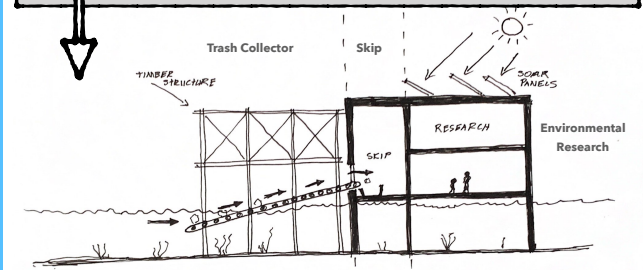 Trash Collector
Skip
TIMBER
STRUCTURE
SOLAR
PANELS
RESEARCH
Environmental
Research
SKIP